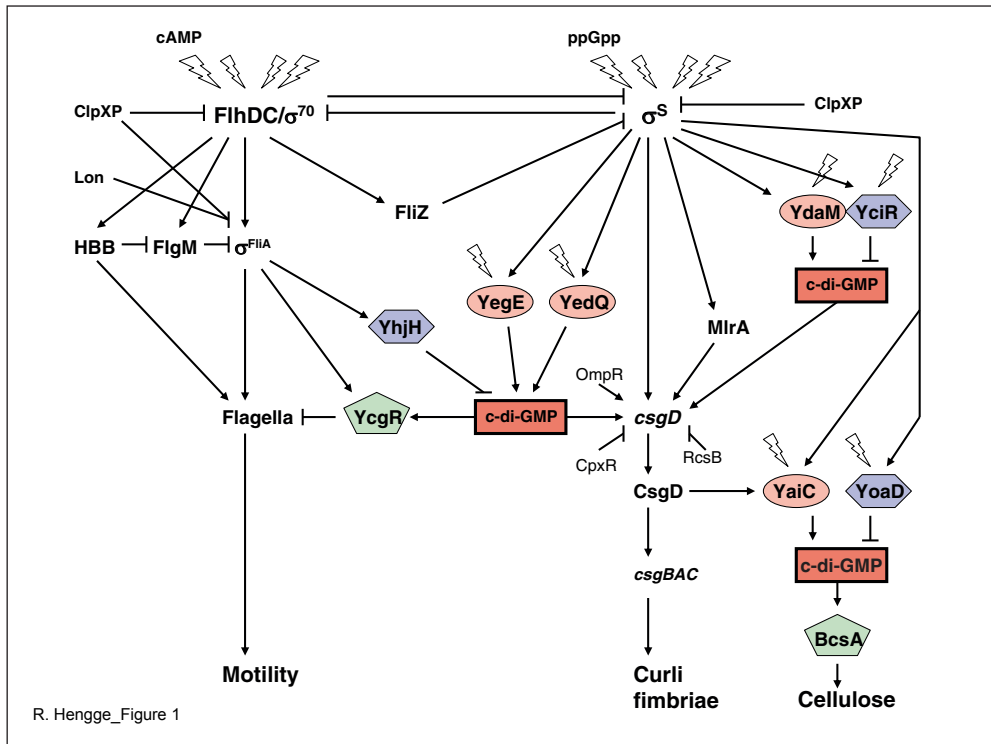 cAMP
ppGpp
ClpXP
FlhDC/σ70
σS
ClpXP
Lon
FliZ
YdaM
YciR
HBB
FlgM
σFliA
c-di-GMP
YegE
YedQ
YhjH
MlrA
OmpR
Flagella
YcgR
c-di-GMP
csgD
CpxR
RcsB
CsgD
YaiC
YoaD
csgBAC
c-di-GMP
BcsA
Motility
Curli
fimbriae
Cellulose
R. Hengge_Figure 1